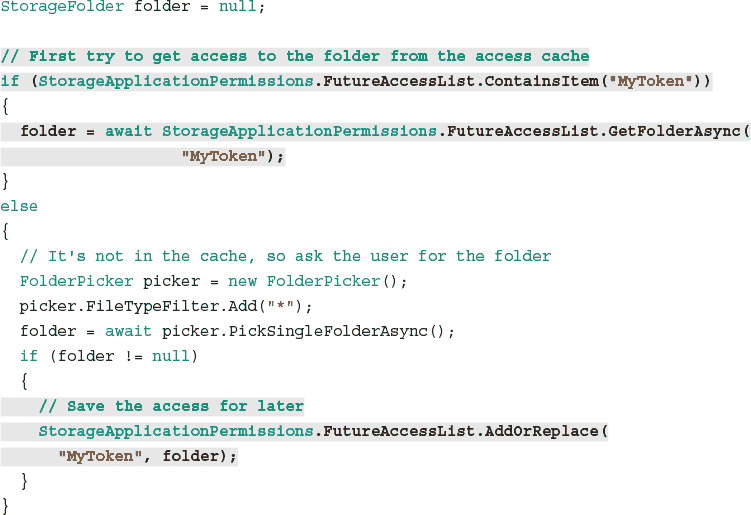 StorageFolder folder = null;
// First try to get access to the folder from the access cache
if (StorageApplicationPermissions.FutureAccessList.ContainsItem("MyToken"))
{
folder = await StorageApplicationPermissions.FutureAccessList.GetFolderAsync(
"MyToken");
}
else
{
// It's not in the cache, so ask the user for the folder
FolderPicker picker = new FolderPicker();
picker.FileTypeFilter.Add("*");
folder = await picker.PickSingleFolderAsync();
if (folder != null)
{
// Save the access for later
StorageApplicationPermissions.FutureAccessList.AddOrReplace(
"MyToken", folder);
}
}